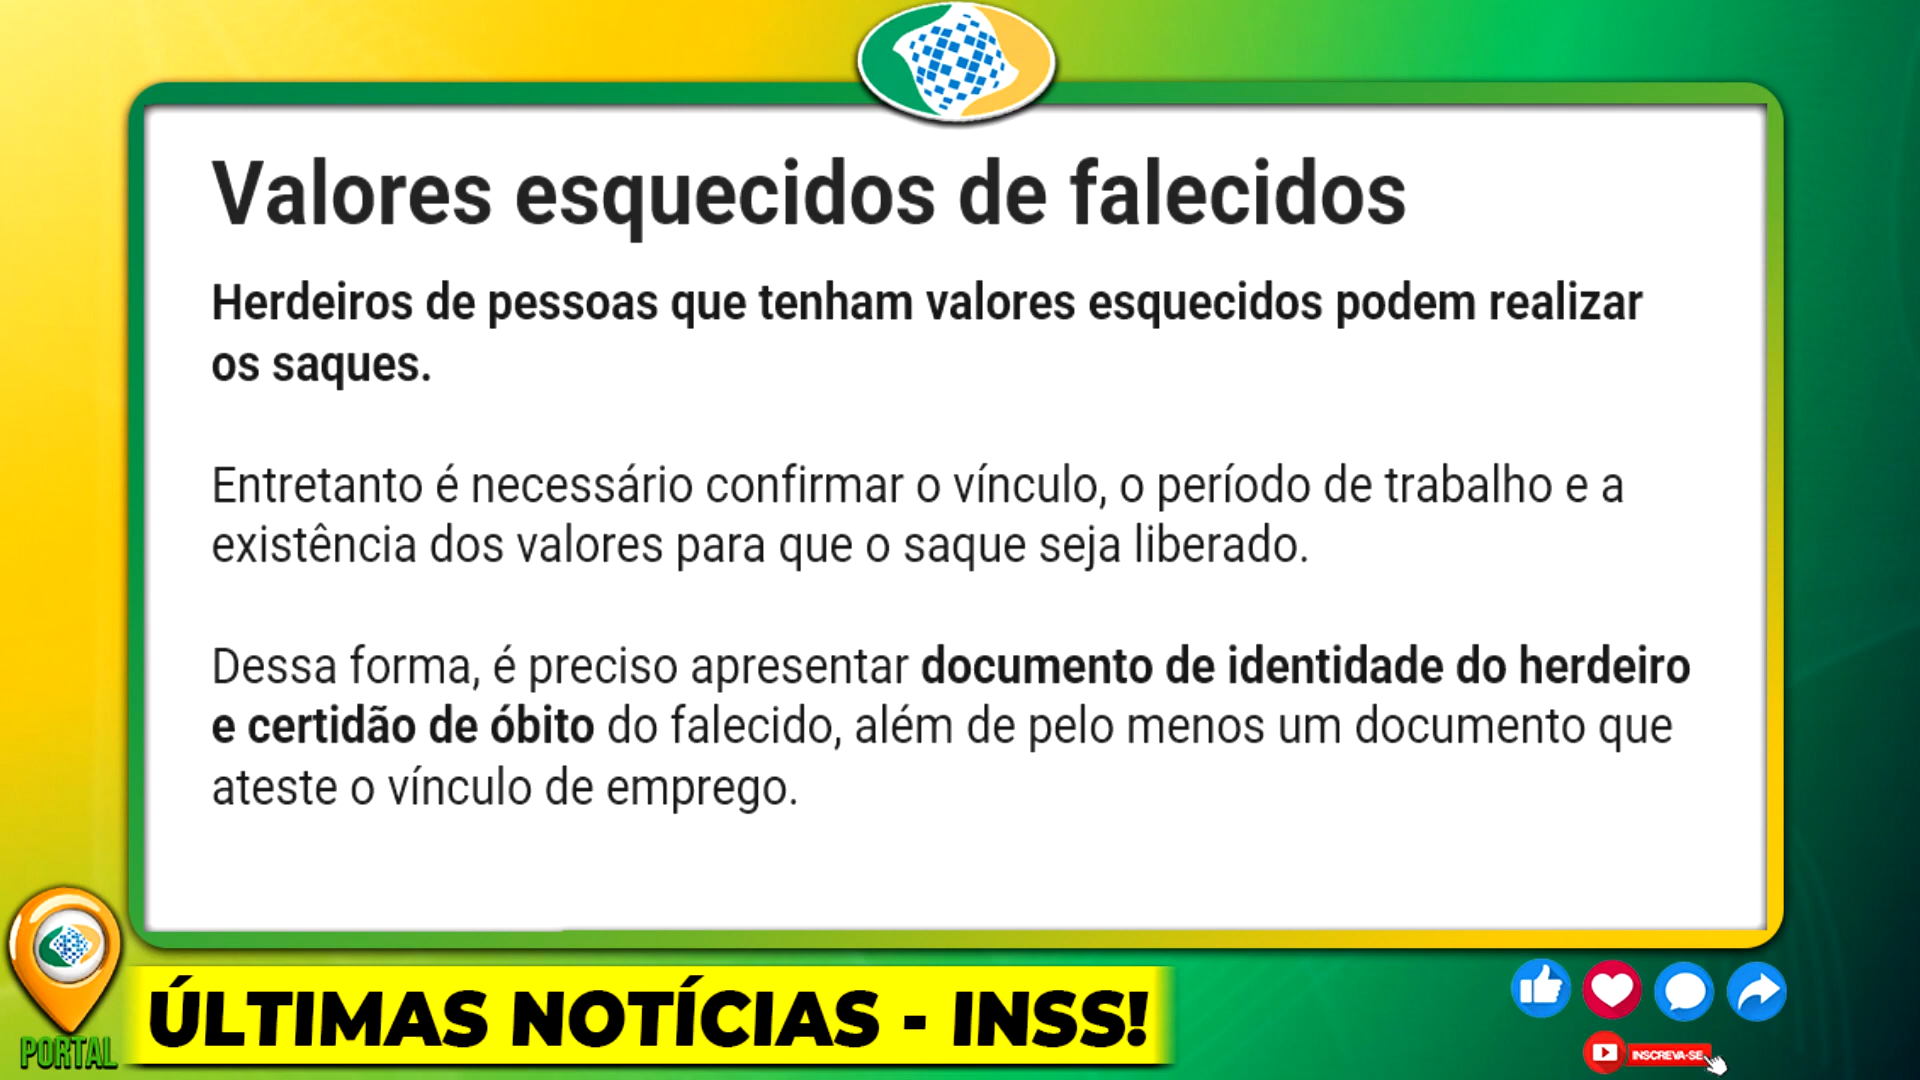 Valores esquecidos de falecidos
Herdeiros de pessoas que tenham valores esquecidos podem realizar
os saques.
Entretanto é necessário confirmar o vínculo, o período de trabalho e a
existência dos valores para que o saque seja liberado.
Dessa forma, é preciso apresentar documento de identidade do herdeiro
e certidão de óbito do falecido, além de pelo menos um documento que
ateste o vínculo de emprego.
ÚLTIMAS NOTÍCIAS - INSS!
PORTAL
INSCREVA-SE